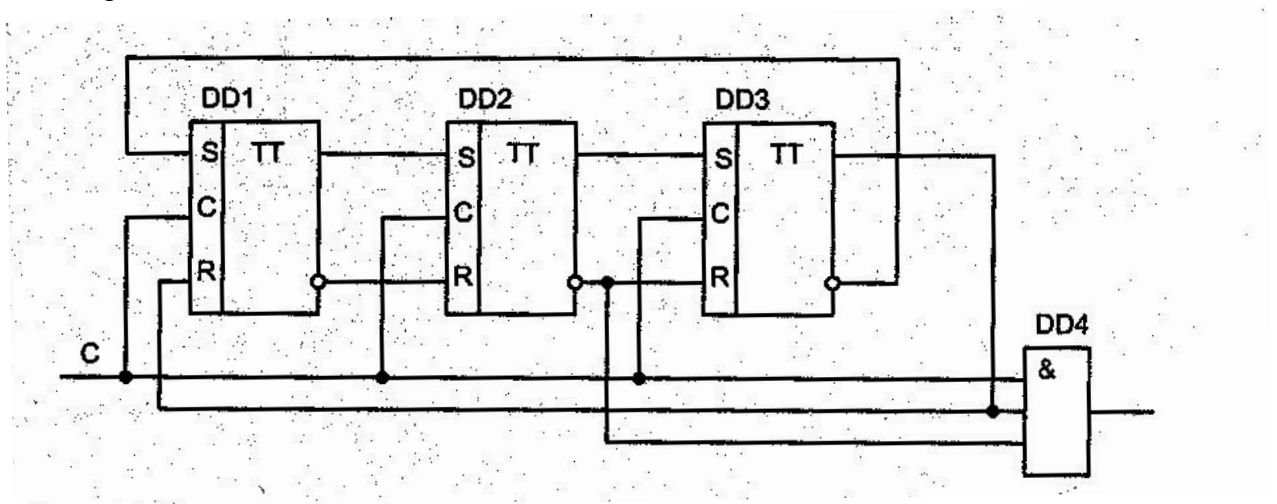 DD1 DD2 DD3
S TT S TT S TT
C C C
R R R
DD4
C
&